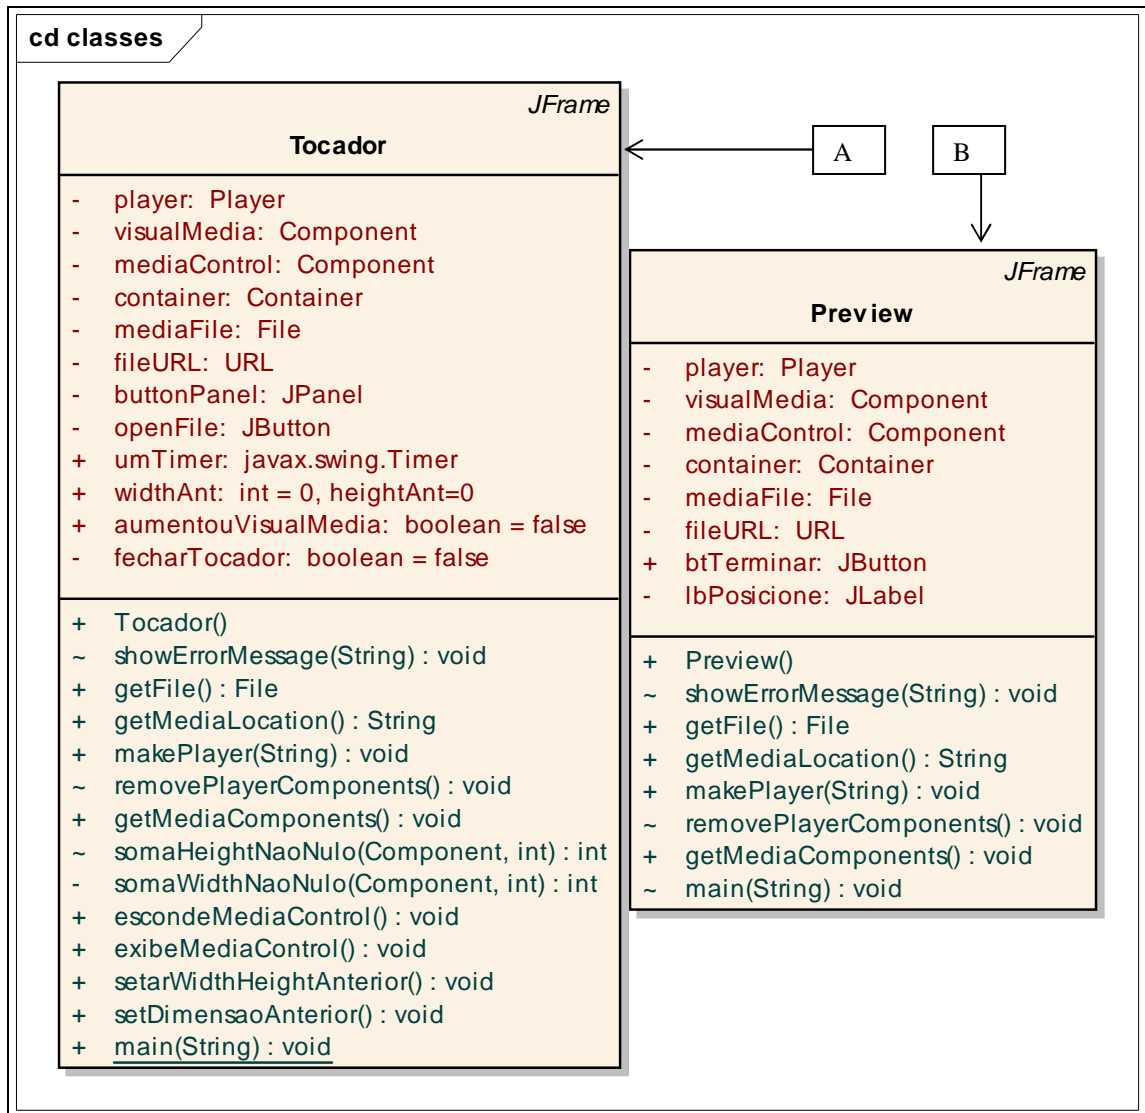 cd classes
JFrame
Tocador
- player: Player
- visualMedia: Component
- mediaControl: Component
- container: Container
- mediaFile: File
- fileURL: URL
- buttonPanel: JPanel
- openFile: JButton
+ umTimer: javax.swing.Timer
+ widthAnt: int = 0, heightAnt=0
+ aumentouVisualMedia: boolean = false
- fecharTocador: boolean = false
+ Tocador()
~ showErrorMessage(String) : void
+ getFile() : File
+ getMediaLocation() : String
+ makePlayer(String) : void
~ removePlayerComponents() : void
+ getMediaComponents() : void
~ somaHeightNaoNulo(Component, int) : int
- somaWidthNaoNulo(Component, int) : int
+ escondeMediaControl() : void
+ exibeMediaControl() : void
+ setarWidthHeightAnterior() : void
+ setDimensaoAnterior() : void
+ main(String) : void
A
B
JFrame
Preview
- player: Player
- visualMedia: Component
- mediaControl: Component
- container: Container
- mediaFile: File
- fileURL: URL
+ btTerminar: JButton
- lbPosicione: JLabel
+ Preview()
~ showErrorMessage(String) : void
+ getFile() : File
+ getMediaLocation() : String
+ makePlayer(String) : void
~ removePlayerComponents() : void
+ getMediaComponents() : void
~ main(String) : void